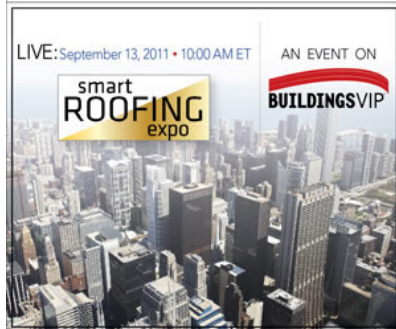 LIVE: September 13, 2011 • 10:00 AM ET
smart
ROOFING
expo
AN EVENT ON
BUILDINGSVIP